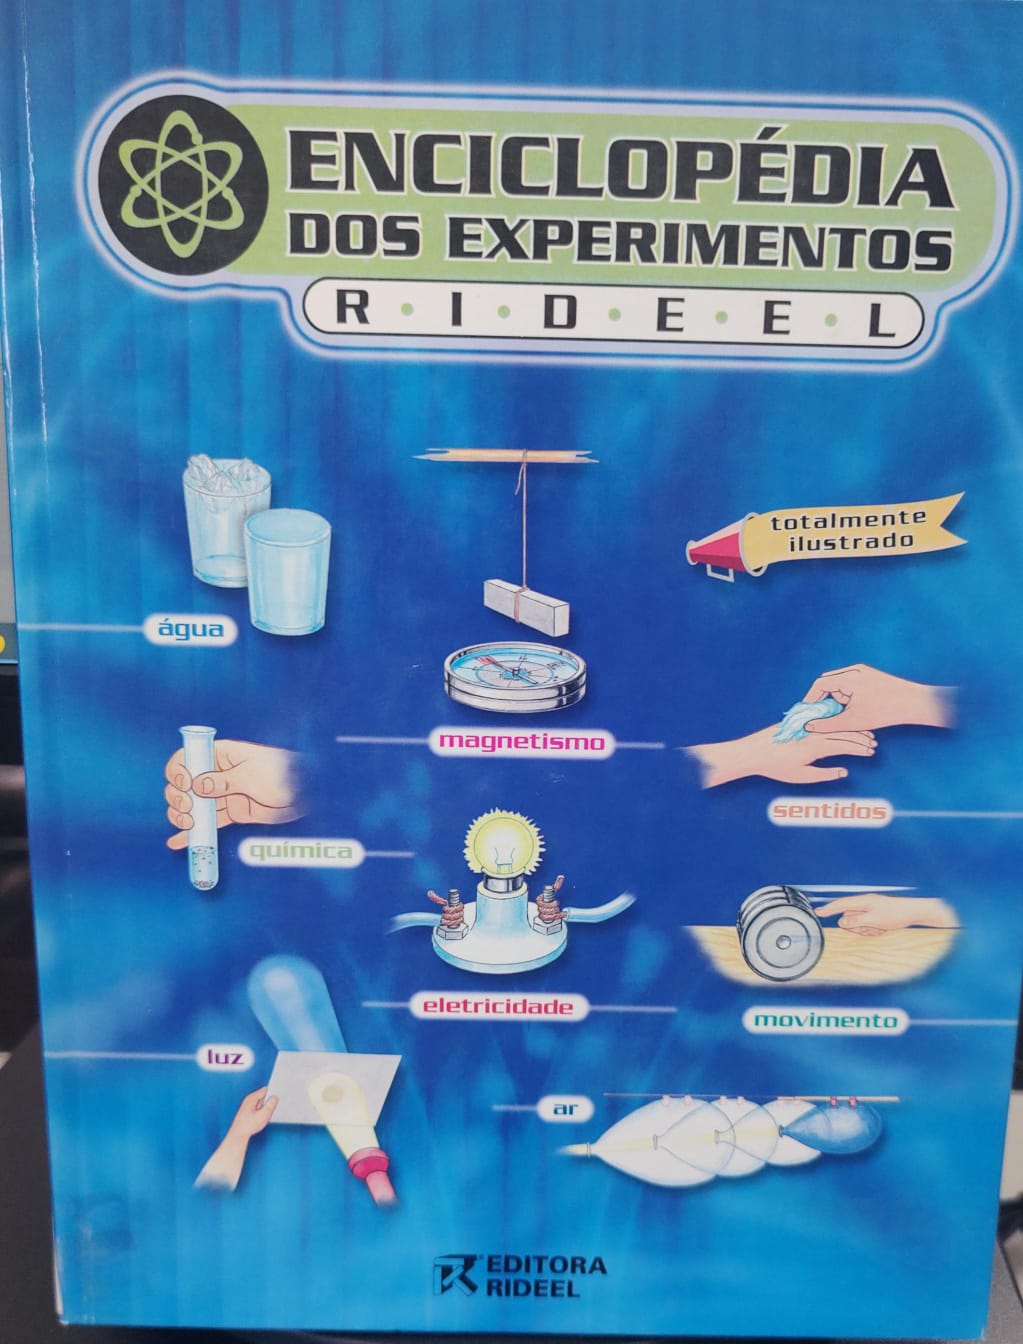 ENCICLOPÉDIA
DOS EXPERIMENTOS
R·I·D·E·E·L
totalmente
ilustrado
água
magnetismo
sentidos
química
eletricidade
movimento
luz
ar
EDITORA
RIDEEL